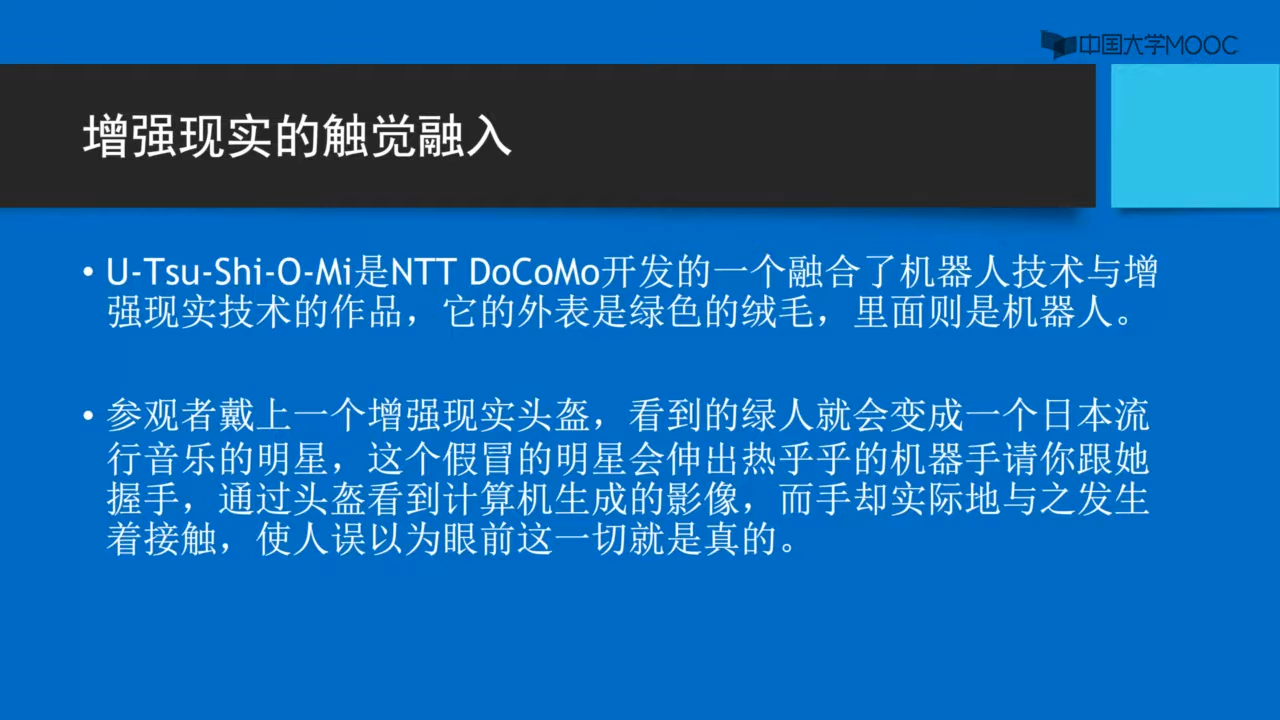 中国大学MOOC
增强现实的触觉融入
• U-Tsu-Shi-O-Mi是NTT DoCoMo开发的一个融合了机器人技术与增
强现实技术的作品，它的外表是绿色的绒毛，里面则是机器人。
• 参观者戴上一个增强现实头盔，看到的绿人就会变成一个日本流
行音乐的明星，这个假冒的明星会伸出热乎乎的机器手请你跟她
握手，通过头盔看到计算机生成的影像，而手却实际地与之发生
着接触，使人误以为眼前这一切就是真的。